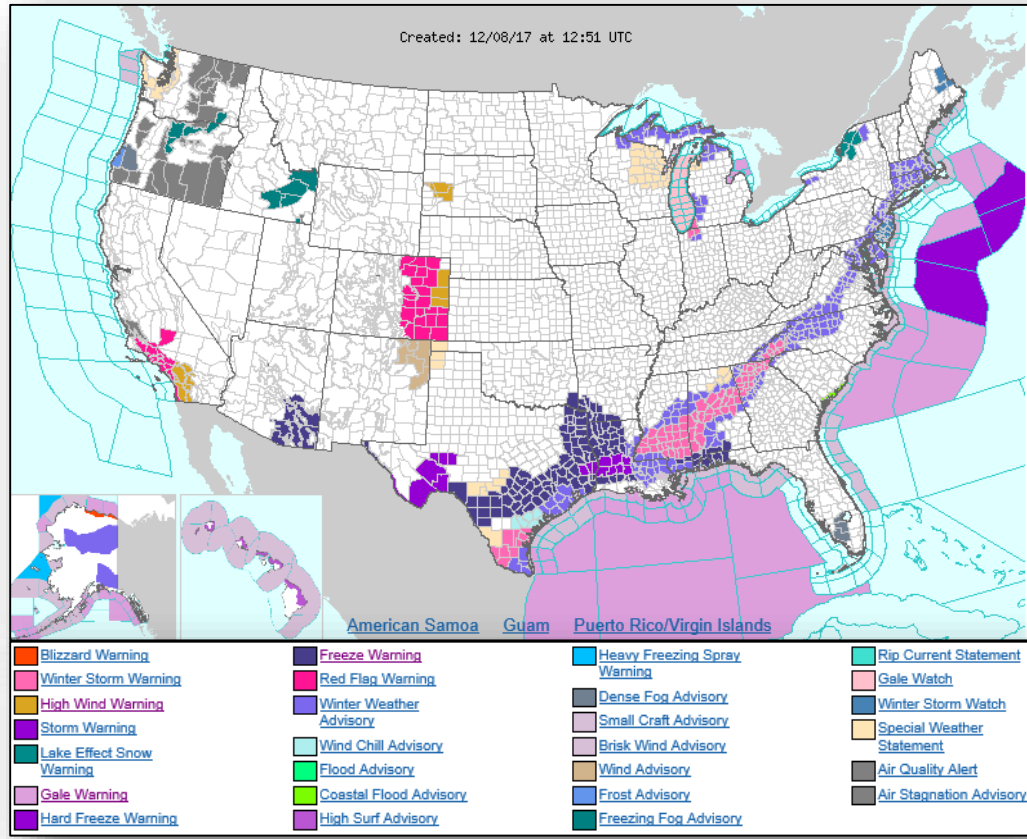 Created: 12/08/17 at 12:51 UTC
American Samoa Guam Puerto Rico/Virgin Islands
Blizzard Warning
Winter Storm Warning
High Wind Warning
Storm Warning
Lake Effect Snow
Warning
Gale Warning
Hard Freeze Warning
Freeze Warning
Red Flag Warning
Winter Weather
Advisory
Wind Chill Advisory
Flood Advisory
Coastal Flood Advisory
High Surf Advisory
Heavy Freezing Spray
Warning
Dense Fog Advisory
Small Craft Advisory
Brisk Wind Advisory
Wind Advisory
Frost Advisory
Freezing Fog Advisory
Rip Current Statement
Gale Watch
Winter Storm Watch
Special Weather
Statement
Air Quality Alert
Air Stagnation Advisory